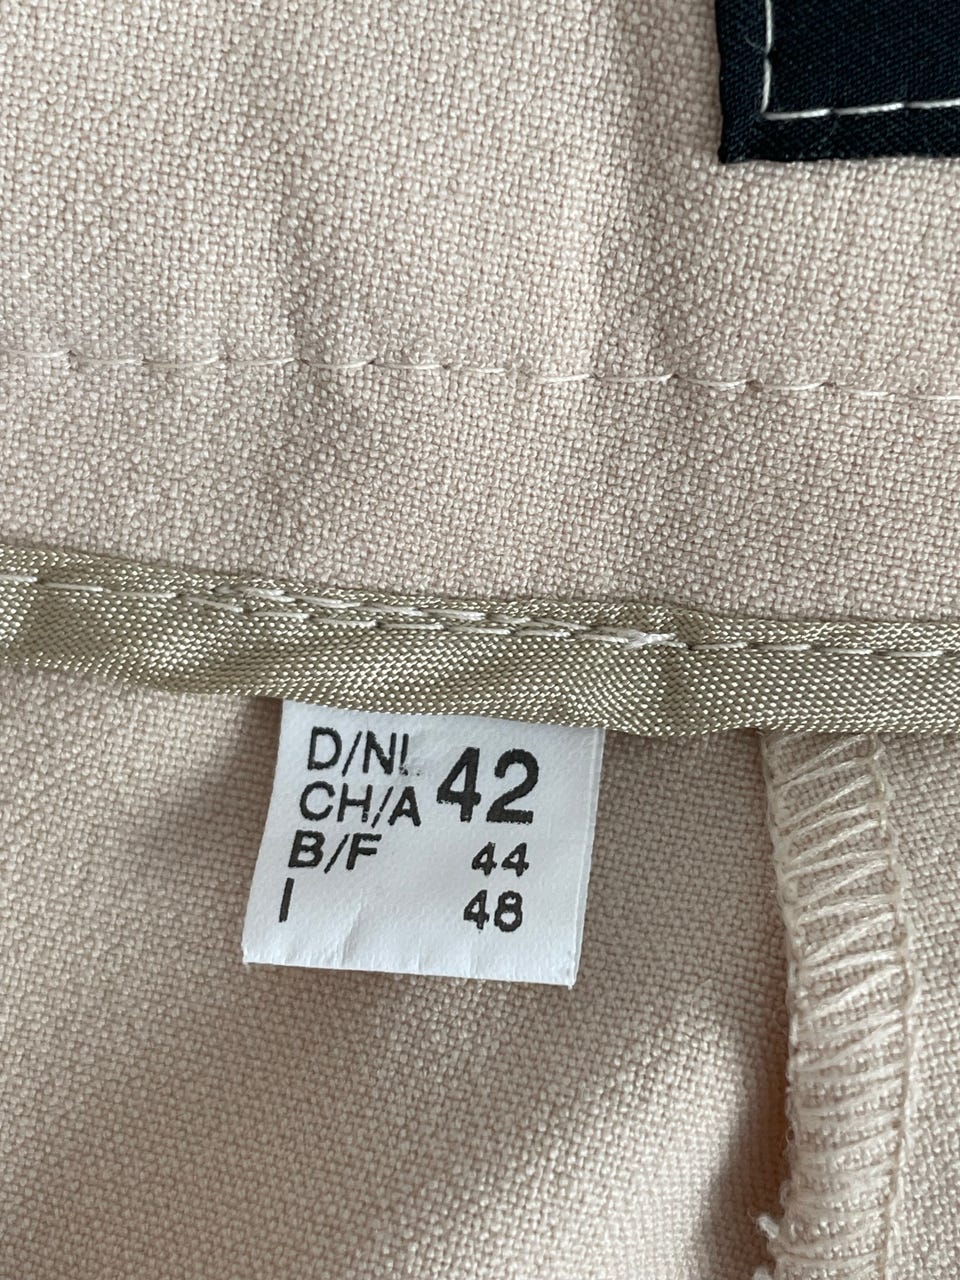 D/NL 42
CH/A
B/F 44
I 48